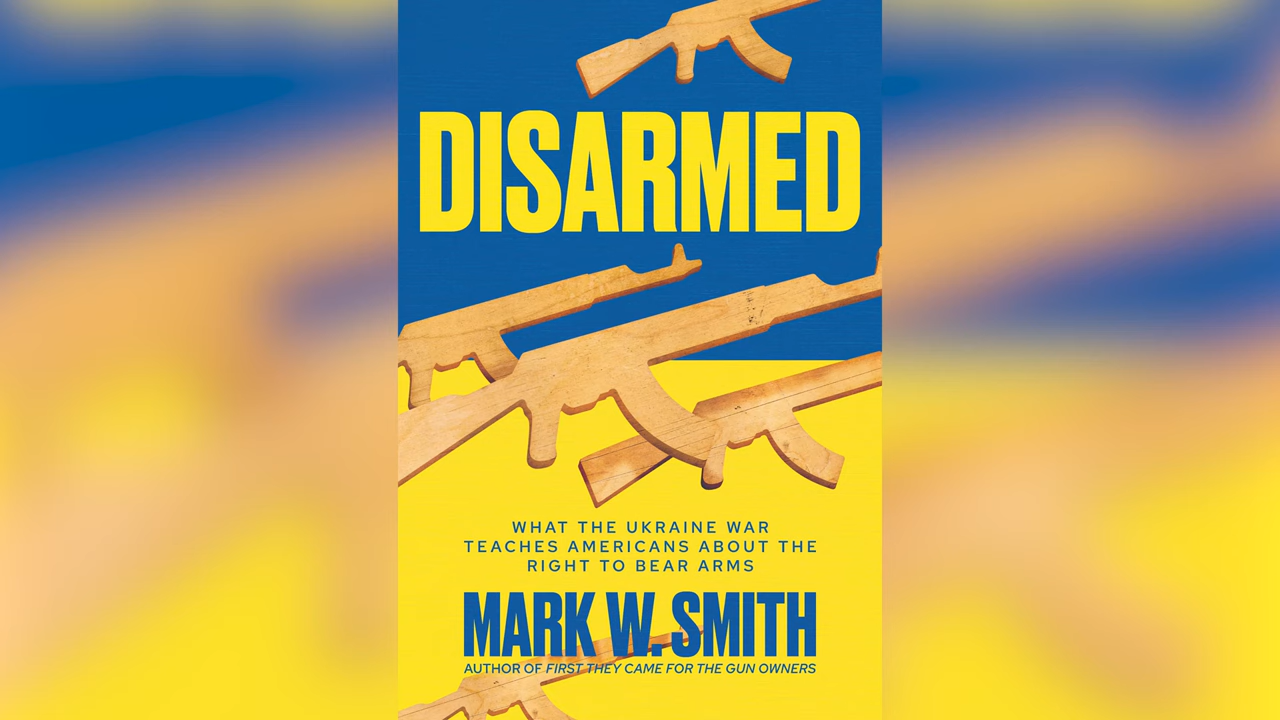 DISARMED
WHAT THE UKRAINE WAR
TEACHES AMERICANS ABOUT THE
RIGHT TO BEAR ARMS
MARK W. SMITH
AUTHOR OF FIRST THEY CAME FOR THE GUN OWNERS